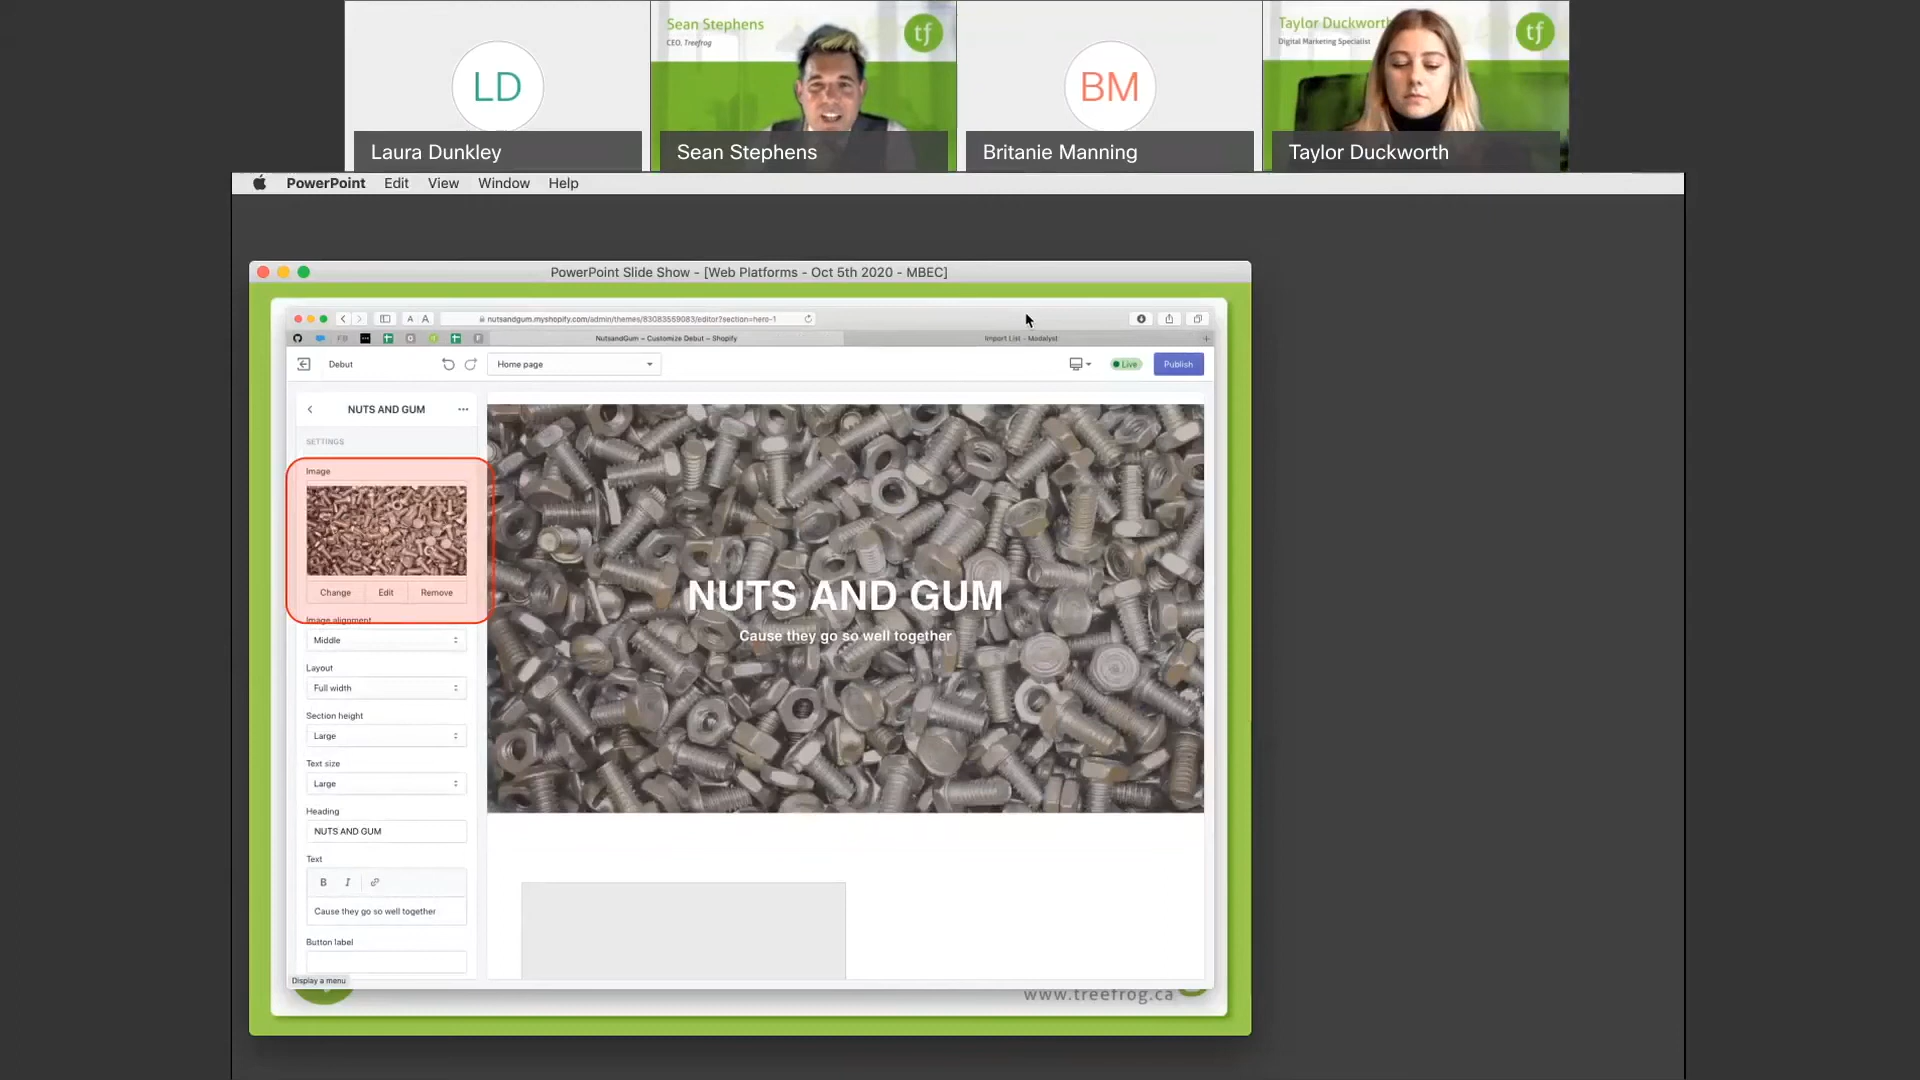 Sean Stephens
CEO, Treefrog
tf
Taylor Duckworth
Digital Marketing Specialist
tf
LD
BM
Laura Dunkley
Sean Stephens
Britanie Manning
Taylor Duckworth
PowerPoint Edit View Window Help
PowerPoint Slide Show - [Web Platforms - Oct 5th 2020 - MBEC]
A A
nutsandgum.myshopify.com/admin/themes/83083559083/editor?section=hero-1
NutsandGum – Customize Debut – Shopify
Import List - Modalyst
Debut
Home page
Live
Publish
NUTS AND GUM
SETTINGS
Image
Change Edit Remove
Image alignment
Middle
Layout
Full width
Section height
Large
Text size
Large
Heading
NUTS AND GUM
Text
B I
Cause they go so well together
Button label
Display a menu
NUTS AND GUM
Cause they go so well together
www.treefrog.ca